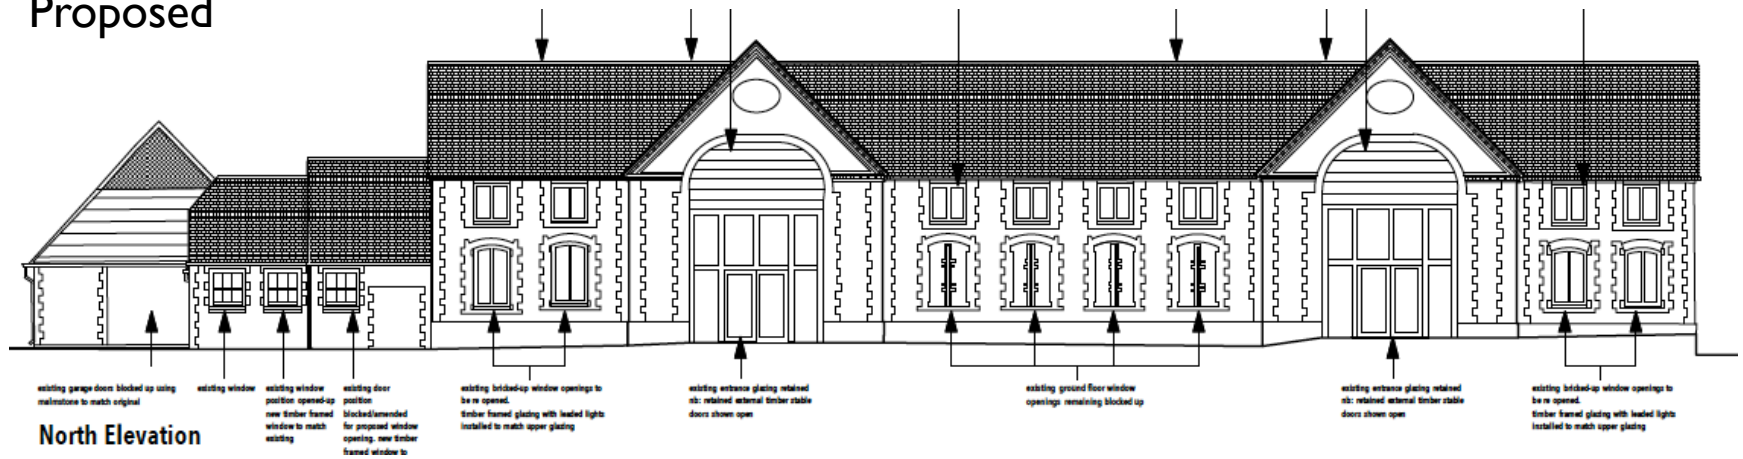 Proposed
existing garage doors blocked up using
malmstone to match original
existing window
existing window
position opened-up
new timber framed
window to match
existing
existing door
position
blocked/amended
for proposed window
opening. new timber
framed window to
existing bricked-up window openings to
be re opened.
timber framed glazing with leaded lights
installed to match upper glazing
existing entrance glazing retained
nb: retained external timber stable
doors shown open
existing ground floor window
openings remaining blocked up
existing entrance glazing retained
nb: retained external timber stable
doors shown open
existing bricked-up window openings to
be re opened.
timber framed glazing with leaded lights
installed to match upper glazing
North Elevation